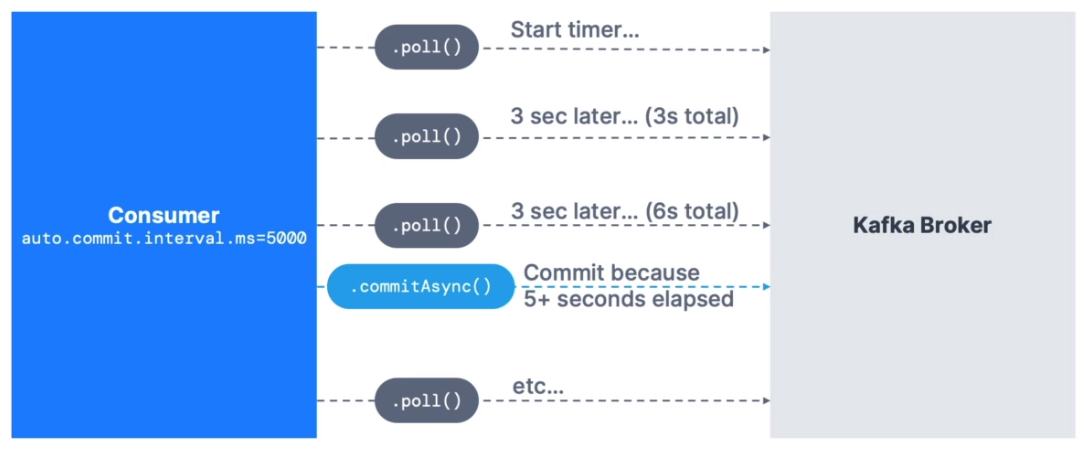 .poll()
Start timer...
.poll()
3 sec later... (3s total)
Consumer
auto.commit.interval.ms=5000
.poll()
3 sec later... (6s total)
Kafka Broker
.commitAsync()
Commit because
5+ seconds elapsed
.poll()
etc...